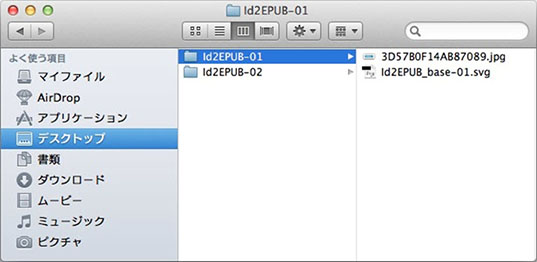 Id2EPUB-01
よく使う項目
マイファイル
AirDrop
アプリケーション
デスクトップ
書類
ダウンロード
ムービー
ミュージック
ピクチャ
Id2EPUB-01
Id2EPUB-02
3D57B0F14AB87089.jpg
Id2EPUB_base-01.svg